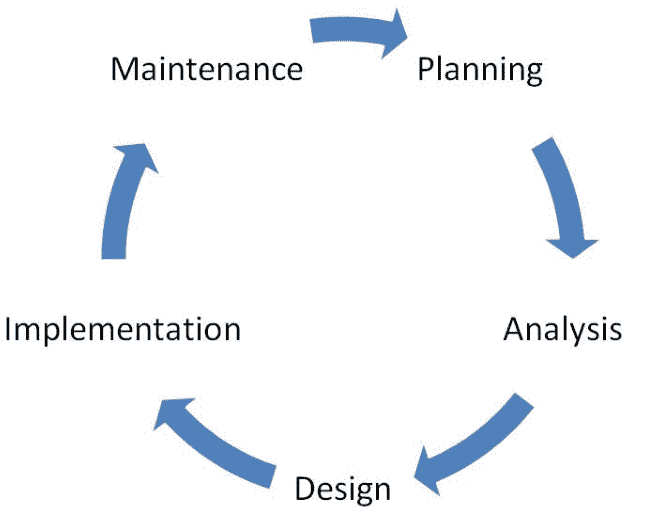 Maintenance
Planning
Implementation
Analysis
Design